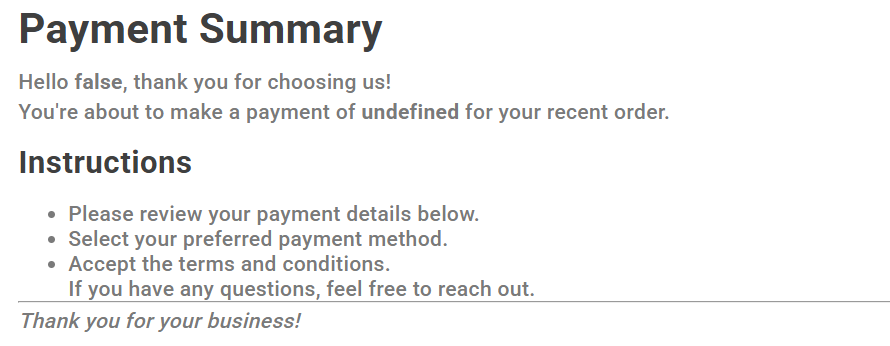 Payment Summary
Hello false, thank you for choosing us!
You're about to make a payment of undefined for your recent order.
Instructions
• Please review your payment details below.
• Select your preferred payment method.
• Accept the terms and conditions.
If you have any questions, feel free to reach out.
Thank you for your business!